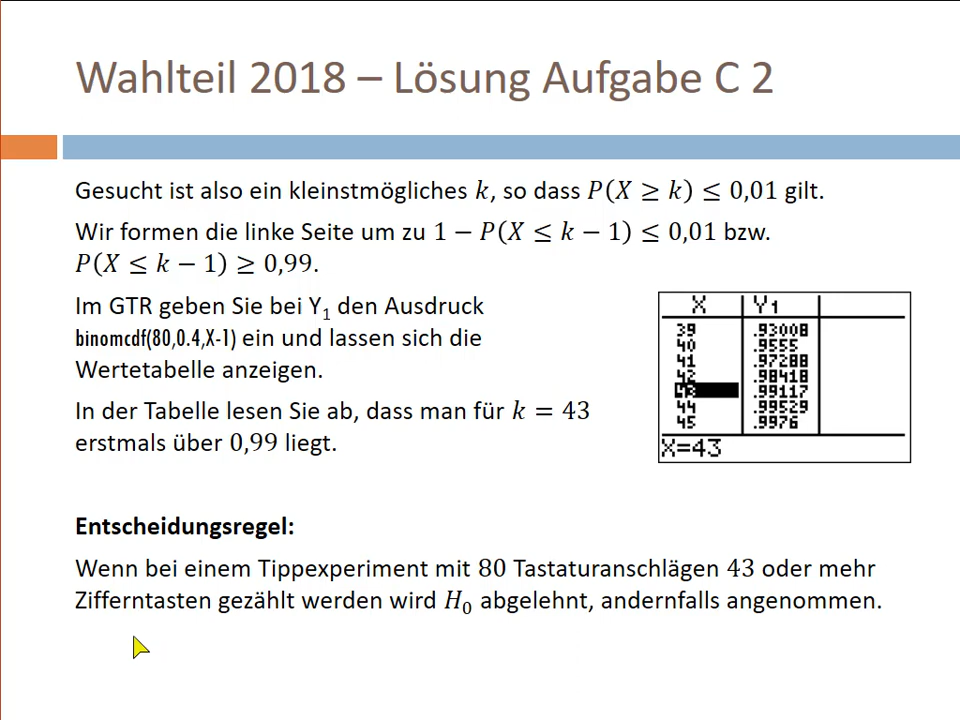 Wahlteil 2018 – Lösung Aufgabe C 2
Gesucht ist also ein kleinstmögliches k, so dass P(X ≥ k) ≤ 0,01 gilt.
Wir formen die linke Seite um zu 1 − P(X ≤ k − 1) ≤ 0,01 bzw.
P(X ≤ k − 1) ≥ 0,99.
Im GTR geben Sie bei Y₁ den Ausdruck
binomcdf(80,0.4,X-1) ein und lassen sich die
Wertetabelle anzeigen.
In der Tabelle lesen Sie ab, dass man für k = 43
erstmals über 0,99 liegt.
X Y₁
39 .93008
40 .9555
41 .97288
42 .98418
43 .99117
44 .99529
45 .9976
X=43
Entscheidungsregel:
Wenn bei einem Tippexperiment mit 80 Tastaturanschlägen 43 oder mehr
Zifferntasten gezählt werden wird H₀ abgelehnt, andernfalls angenommen.